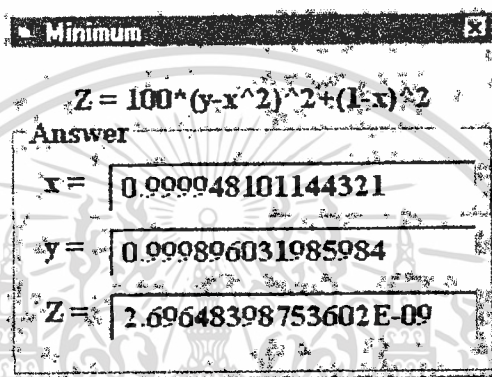 Minimum
Z = 100*(y-x^2)^2+(1-x)^2
Answer
x = 0.999948101144321
y = 0.999896031985984
Z = 2.69648398753602E-09